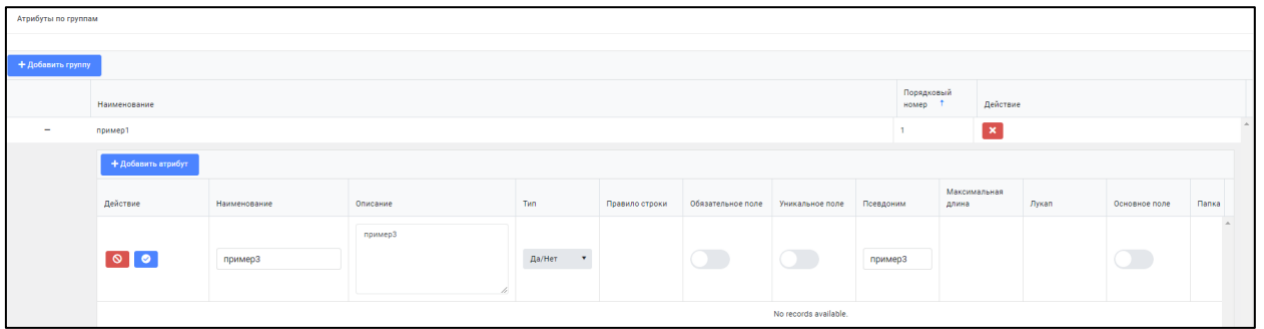 Атрибуты по группам
+ Добавить группу
Наименование
Порядковый
номер ↑
Действие
пример1
1
+ Добавить атрибут
Действие
Наименование
Описание
Тип
Правило строки
Обязательное поле
Уникальное поле
Псевдоним
Максимальная
длина
Лукап
Основное поле
Папка
пример3
пример3
Да/Нет
пример3
No records available.